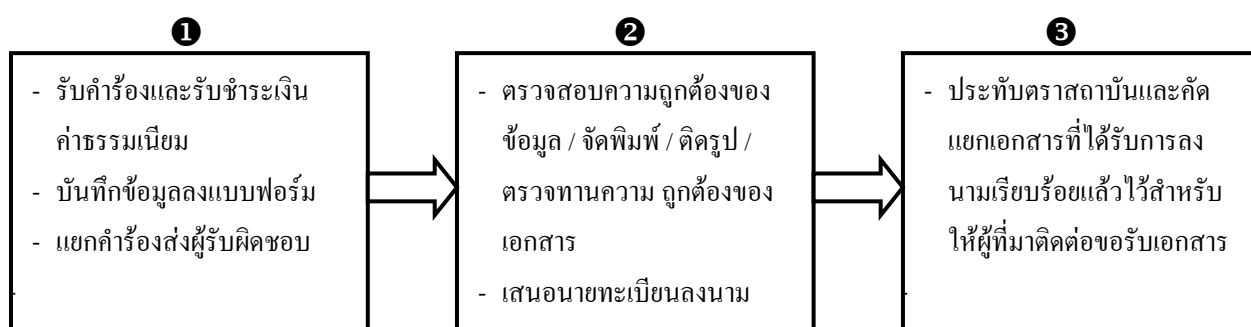 ❶
- รับคำร้องและรับชำระเงิน
ค่าธรรมเนียม
- บันทึกข้อมูลลงแบบฟอร์ม
- แยกคำร้องส่งผู้รับผิดชอบ
-
❷
- ตรวจสอบความถูกต้องของ
ข้อมูล / จัดพิมพ์ / ติดรูป /
ตรวจทานความ ถูกต้องของ
เอกสาร
- เสนอนายทะเบียนลงนาม
❸
- ประทับตราสถาบันและคัด
แยกเอกสารที่ได้รับการลง
นามเรียบร้อยแล้วไว้สำหรับ
ให้ผู้ที่มาติดต่อขอรับเอกสาร
-